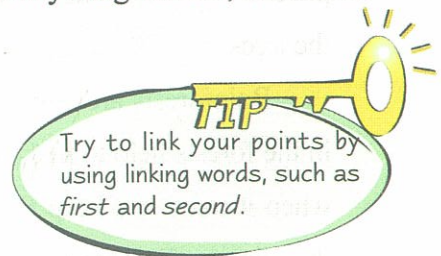 TIP
Try to link your points by
using linking words, such as
first and second.